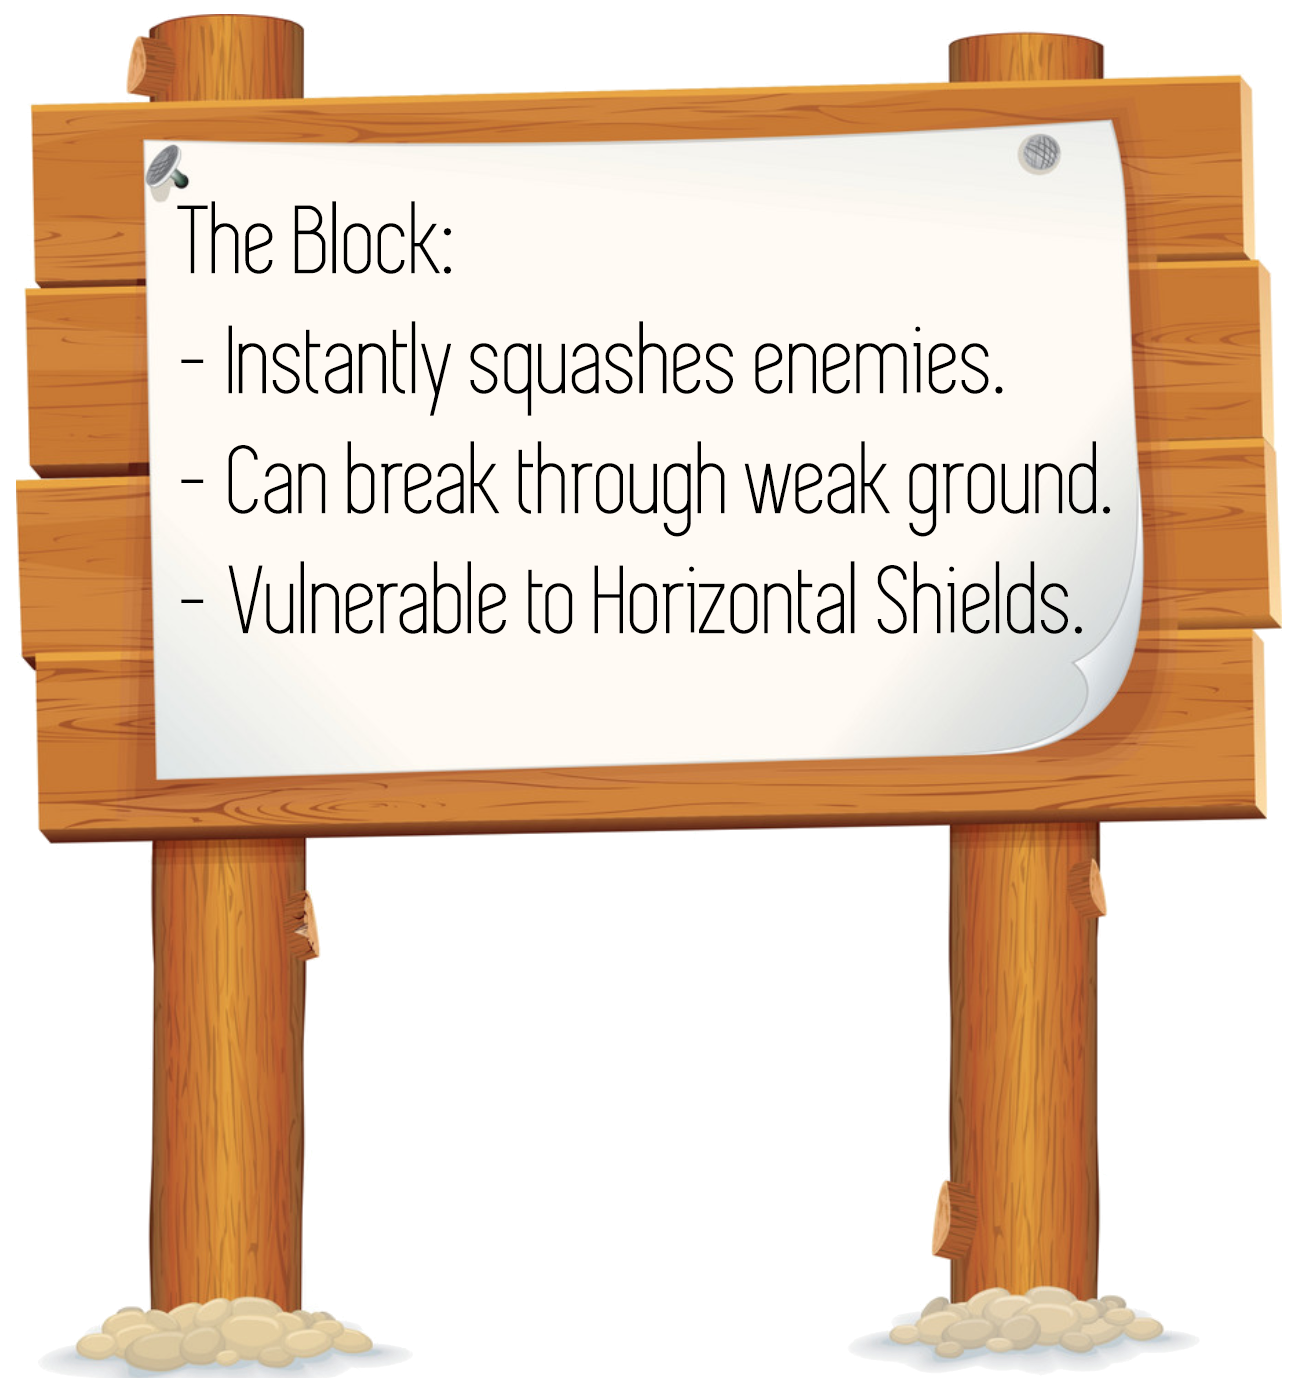 The Block:
- Instantly squashes enemies.
- Can break through weak ground.
- Vulnerable to Horizontal Shields.